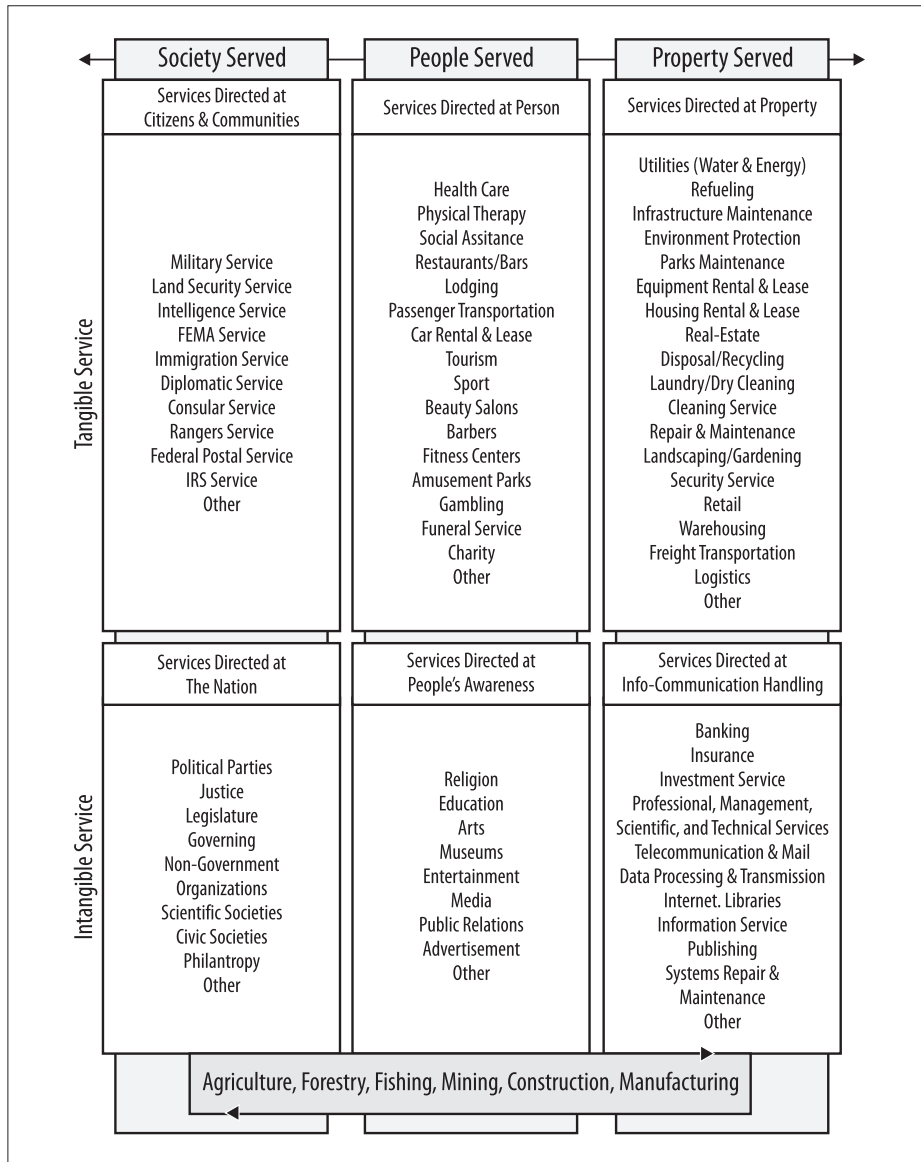 Society Served
People Served
Property Served
Services Directed at
Citizens & Communities
Services Directed at Person
Services Directed at Property
Tangible Service
Military Service
Land Security Service
Intelligence Service
FEMA Service
Immigration Service
Diplomatic Service
Consular Service
Rangers Service
Federal Postal Service
IRS Service
Other
Health Care
Physical Therapy
Social Assitance
Restaurants/Bars
Lodging
Passenger Transportation
Car Rental & Lease
Tourism
Sport
Beauty Salons
Barbers
Fitness Centers
Amusement Parks
Gambling
Funeral Service
Charity
Other
Utilities (Water & Energy)
Refueling
Infrastructure Maintenance
Environment Protection
Parks Maintenance
Equipment Rental & Lease
Housing Rental & Lease
Real-Estate
Disposal/Recycling
Laundry/Dry Cleaning
Cleaning Service
Repair & Maintenance
Landscaping/Gardening
Security Service
Retail
Warehousing
Freight Transportation
Logistics
Other
Services Directed at
The Nation
Services Directed at
People's Awareness
Services Directed at
Info-Communication Handling
Intangible Service
Political Parties
Justice
Legislature
Governing
Non-Government
Organizations
Scientific Societies
Civic Societies
Philantropy
Other
Religion
Education
Arts
Museums
Entertainment
Media
Public Relations
Advertisement
Other
Banking
Insurance
Investment Service
Professional, Management,
Scientific, and Technical Services
Telecommunication & Mail
Data Processing & Transmission
Internet. Libraries
Information Service
Publishing
Systems Repair &
Maintenance
Other
Agriculture, Forestry, Fishing, Mining, Construction, Manufacturing